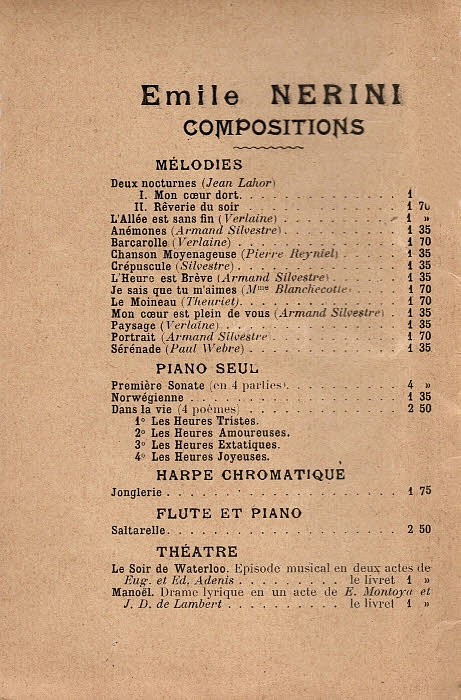 Emile NERINI
COMPOSITIONS
MÉLODIES
Deux nocturnes (Jean Lahor)
I. Mon cœur dort. . . . . . . . . . . . . 1
II. Rêverie du soir . . . . . . . . . . . . 1 70
L'Allée est sans fin (Verlaine) . . . . . . . . . 1 »
Anémones (Armand Silvestre) . . . . . . . . . 1 35
Barcarolle (Verlaine) . . . . . . . . . . . . . 1 70
Chanson Moyenageuse (Pierre Reyniel) . . . . . 1 35
Crépuscule (Silvestre) . . . . . . . . . . . . . 1 35
L'Heure est Brève (Armand Silvestre) . . . . . . 1 35
Je sais que tu m'aimes (Mme Blanchecotte) . . . . 1 70
Le Moineau (Theuriet) . . . . . . . . . . . . . 1 70
Mon cœur est plein de vous (Armand Silvestre) . . 1 35
Paysage (Verlaine) . . . . . . . . . . . . . . 1 35
Portrait (Armand Silvestre) . . . . . . . . . . 1 70
Sérénade (Paul Webre) . . . . . . . . . . . . 1 35
PIANO SEUL
Première Sonate (en 4 parties) . . . . . . . . . 4 »
Norwégienne . . . . . . . . . . . . . . . . . 1 35
Dans la vie (4 poèmes) . . . . . . . . . . . . . 2 50
1º Les Heures Tristes.
2º Les Heures Amoureuses.
3º Les Heures Extatiques.
4º Les Heures Joyeuses.
HARPE CHROMATIQUE
Jonglerie . . . . . . . . . . . . . . . . . . 1 75
FLUTE ET PIANO
Saltarelle. . . . . . . . . . . . . . . . . . 2 50
THÉATRE
Le Soir de Waterloo. Episode musical en deux actes de
Eug. et Ed. Adenis . . . . . . . . . le livret 1 »
Manoël. Drame lyrique en un acte de E. Montoya et
J. D. de Lambert . . . . . . . . . . le livret 1 »